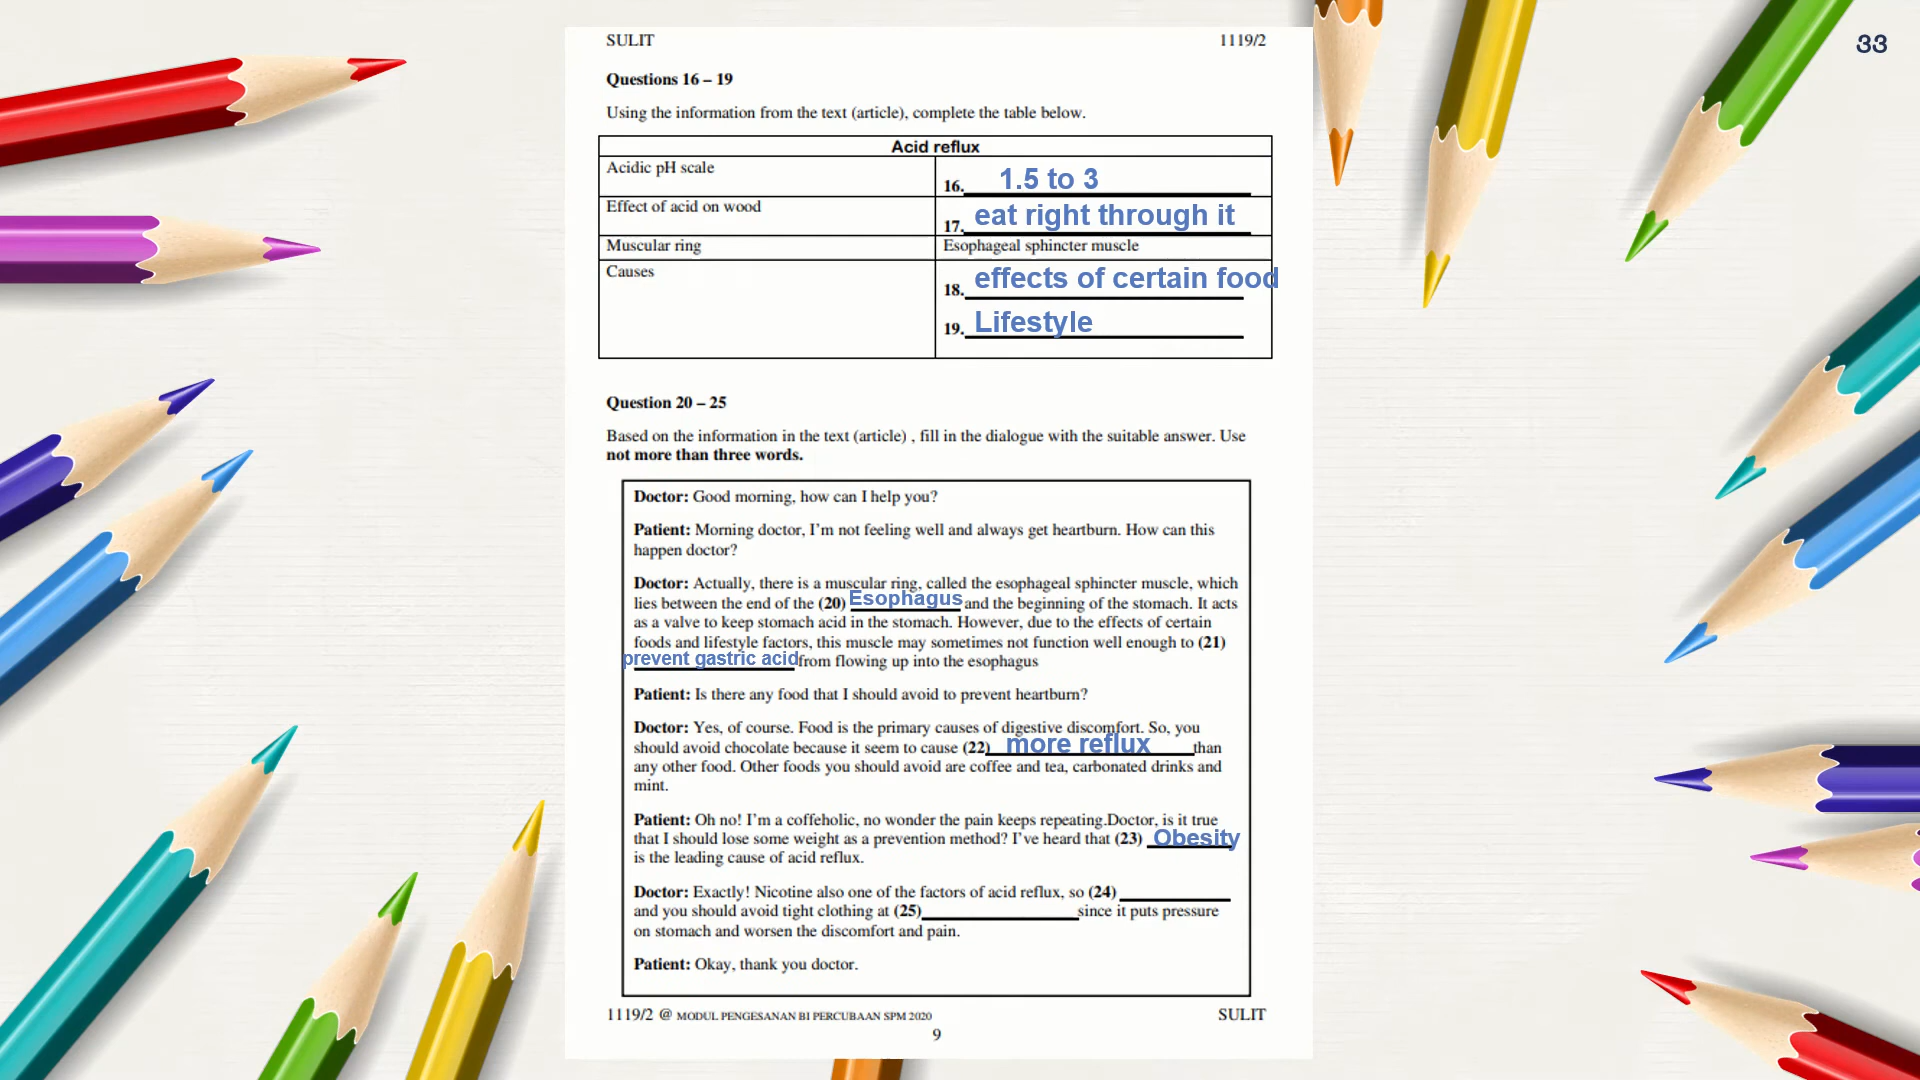 33
SULIT 1119/2
Questions 16 – 19
Using the information from the text (article), complete the table below.
Acid reflux
Acidic pH scale 16. 1.5 to 3
Effect of acid on wood 17. eat right through it
Muscular ring Esophageal sphincter muscle
Causes 18. effects of certain food
19. Lifestyle
Question 20 – 25
Based on the information in the text (article) , fill in the dialogue with the suitable answer. Use
not more than three words.
Doctor: Good morning, how can I help you?
Patient: Morning doctor, I'm not feeling well and always get heartburn. How can this
happen doctor?
Doctor: Actually, there is a muscular ring, called the esophageal sphincter muscle, which
lies between the end of the (20) Esophagus and the beginning of the stomach. It acts
as a valve to keep stomach acid in the stomach. However, due to the effects of certain
foods and lifestyle factors, this muscle may sometimes not function well enough to (21)
prevent gastric acid from flowing up into the esophagus
Patient: Is there any food that I should avoid to prevent heartburn?
Doctor: Yes, of course. Food is the primary causes of digestive discomfort. So, you
should avoid chocolate because it seem to cause (22) more reflux than
any other food. Other foods you should avoid are coffee and tea, carbonated drinks and
mint.
Patient: Oh no! I'm a coffeholic, no wonder the pain keeps repeating.Doctor, is it true
that I should lose some weight as a prevention method? I've heard that (23) Obesity
is the leading cause of acid reflux.
Doctor: Exactly! Nicotine also one of the factors of acid reflux, so (24)
and you should avoid tight clothing at (25) since it puts pressure
on stomach and worsen the discomfort and pain.
Patient: Okay, thank you doctor.
1119/2 @ MODUL PENGESANAN BI PERCUBAAN SPM 2020 SULIT
9